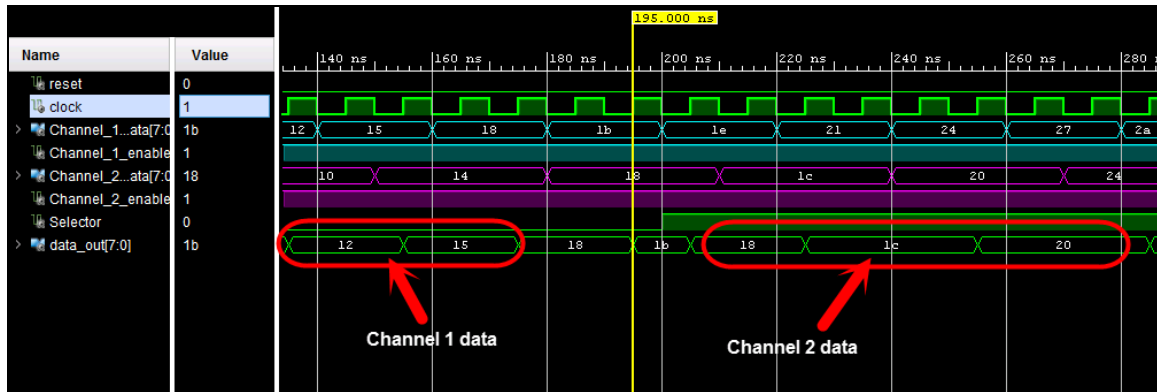 195.000 ns
Name Value
140 ns 160 ns 180 ns 200 ns 220 ns 240 ns 260 ns 280
reset 0
clock 1
Channel_1...ata[7:0 1b 12 15 18 1b 1e 21 24 27 2a
Channel_1_enable 1
Channel_2...ata[7:0 18 10 14 18 1c 20 24
Channel_2_enable 1
Selector 0
data_out[7:0] 1b 12 15 18 1b 18 1c 20
Channel 1 data
Channel 2 data